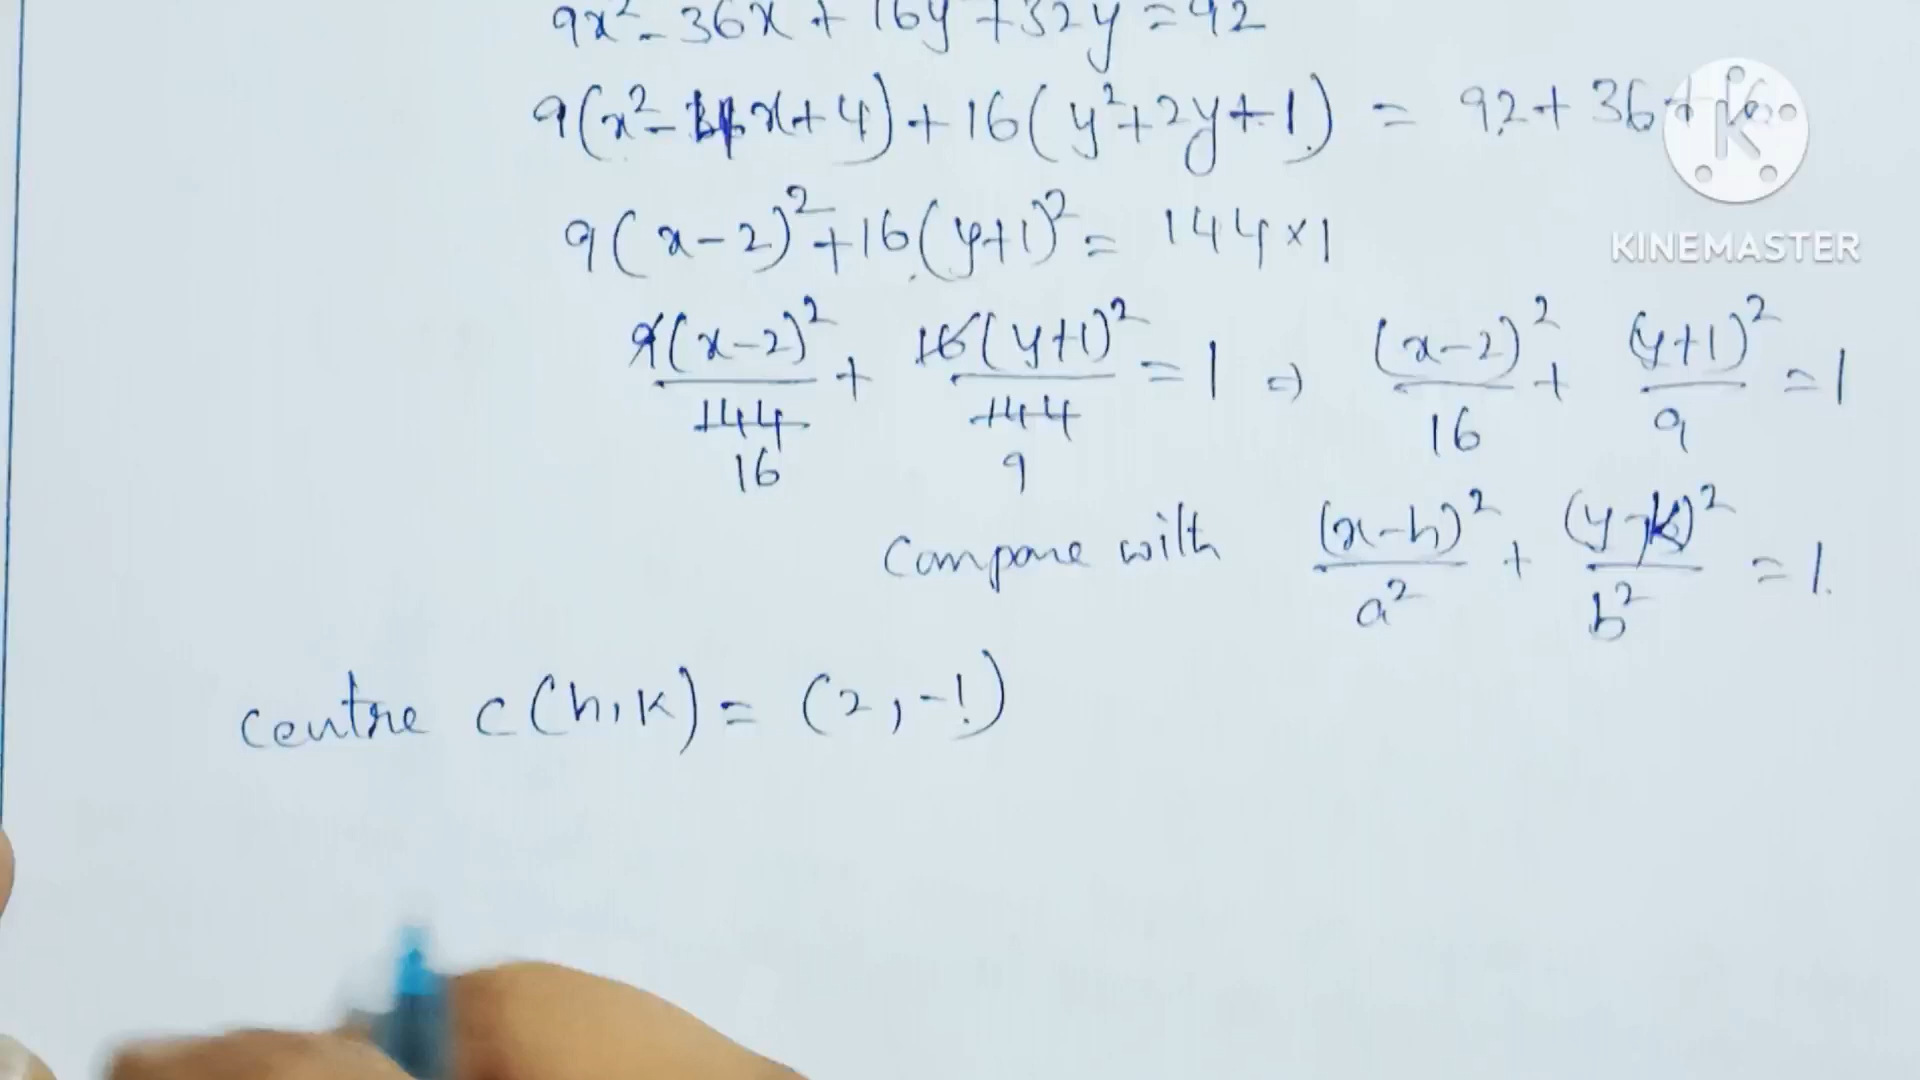 9x² - 36x + 16y² + 32y = 92
9(x² - 4x + 4) + 16(y² + 2y + 1) = 92 + 36 + 16
9(x - 2)² + 16(y + 1)² = 144 × 1
9(x - 2)²/144 + 16(y + 1)²/144 = 1 ⇒ (x - 2)²/16 + (y + 1)²/9 = 1
16 9
Compare with (x - h)²/a² + (y - k)²/b² = 1.
centre C(h, k) = (2, -1)
K
KINEMASTER